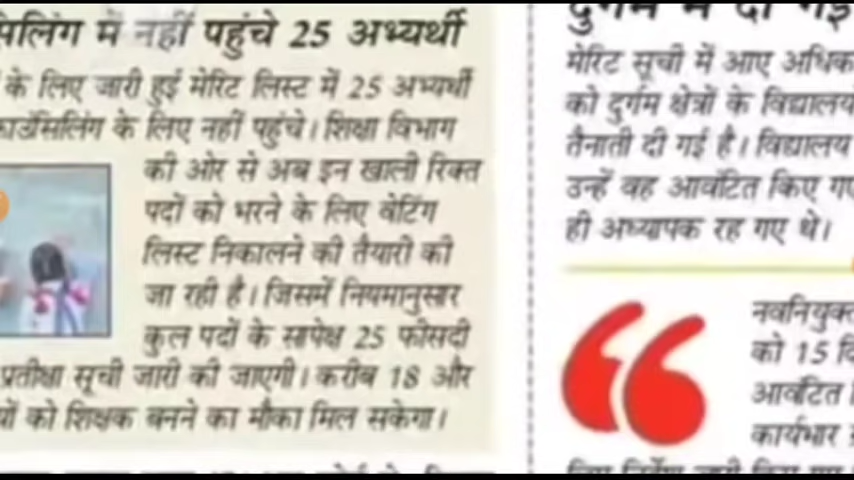 सिलिंग में नहीं पहुंचे 25 अभ्यर्थी
के लिए जारी हुई मेरिट लिस्ट में 25 अभ्यर्थी
काउंसिलिंग के लिए नहीं पहुंचे। शिक्षा विभाग
की ओर से अब इन खाली रिक्त
पदों को भरने के लिए वेटिंग
लिस्ट निकालने की तैयारी की
जा रही है। जिसमें नियमानुसार
कुल पदों के सापेक्ष 25 फीसदी
प्रतीक्षा सूची जारी की जाएगी। करीब 18 और
को शिक्षक बनने का मौका मिल सकेगा।
दुर्गम में दी गई
मेरिट सूची में आए अधिक
को दुर्गम क्षेत्रों के विद्यालय
तैनाती दी गई है। विद्यालय
उन्हें वह आवंटित किए गए
ही अध्यापक रह गए थे।
नवनियुक्त
को 15 दि
आवंटित
कार्यभार